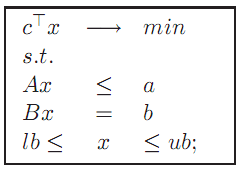 c⊤x ⟶ min
s.t.
Ax ≤ a
Bx = b
lb ≤ x ≤ ub;